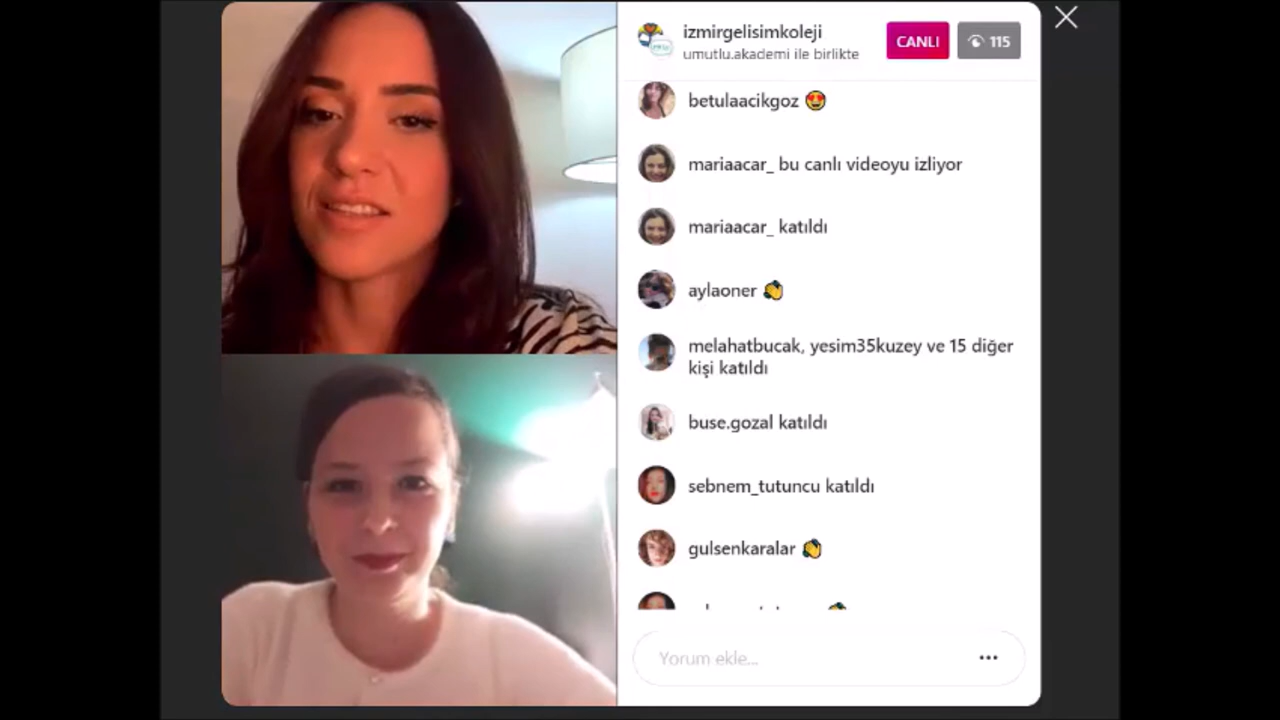 izmirgelisimkoleji
umutlu.akademi ile birlikte
CANLI
115
betulaacikgoz 😍
mariaacar_ bu canlı videoyu izliyor
mariaacar_ katıldı
aylaoner 👏
melahatbucak, yesim35kuzey ve 15 diğer
kişi katıldı
buse.gozal katıldı
sebnem_tutuncu katıldı
gulsenkaralar 👏
Yorum ekle...